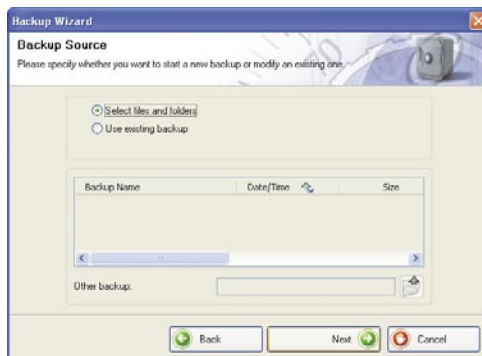 Backup Wizard
Backup Source
Please specify whether you want to start a new backup or modify an existing one.
Select files and folders
Use existing backup
Backup Name Date/Time Size
Other backup:
Back Next Cancel